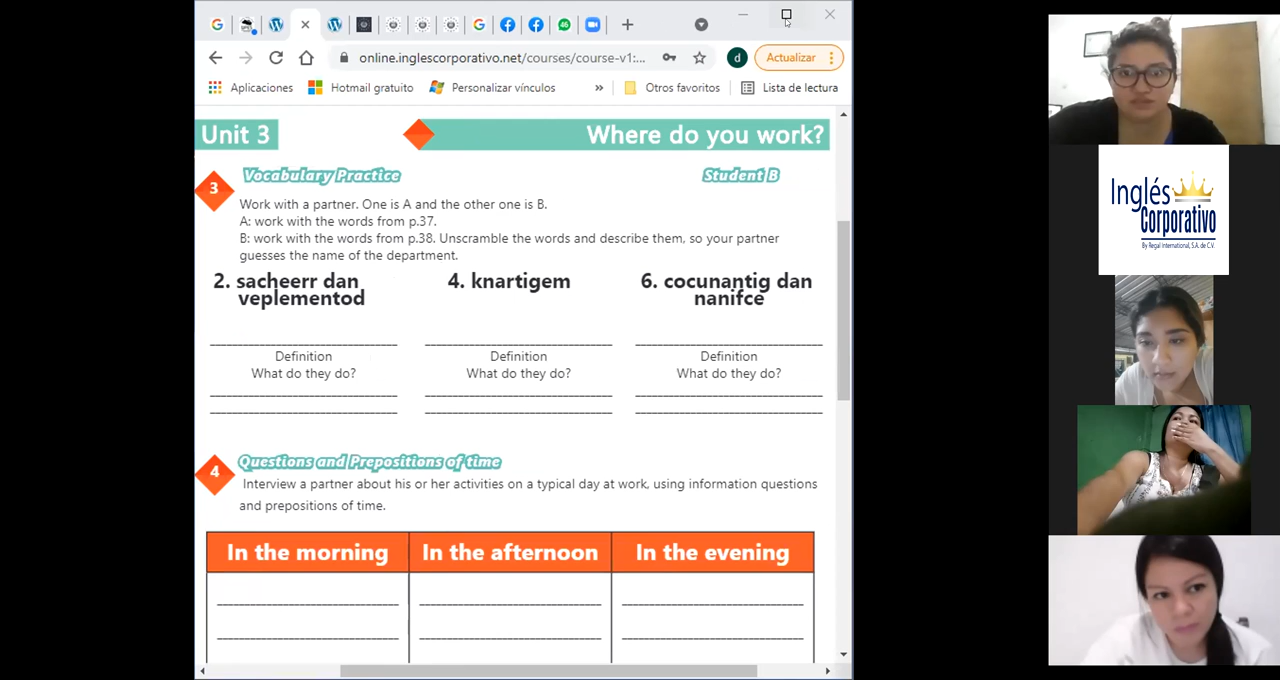 46
online.inglescorporativo.net/courses/course-v1:...
d
Actualizar
Aplicaciones
Hotmail gratuito
Personalizar vínculos
»
Otros favoritos
Lista de lectura
Unit 3
Where do you work?
3
Vocabulary Practice
Student B
Work with a partner. One is A and the other one is B.
A: work with the words from p.37.
B: work with the words from p.38. Unscramble the words and describe them, so your partner
guesses the name of the department.
2. sacheerr dan
veplementod
4. knartigem
6. cocunantig dan
nanifce
Definition
What do they do?
Definition
What do they do?
Definition
What do they do?
4
Questions and Prepositions of time
Interview a partner about his or her activities on a typical day at work, using information questions
and prepositions of time.
In the morning
In the afternoon
In the evening
Inglés
Corporativo
By Regal International, S.A. de C.V.